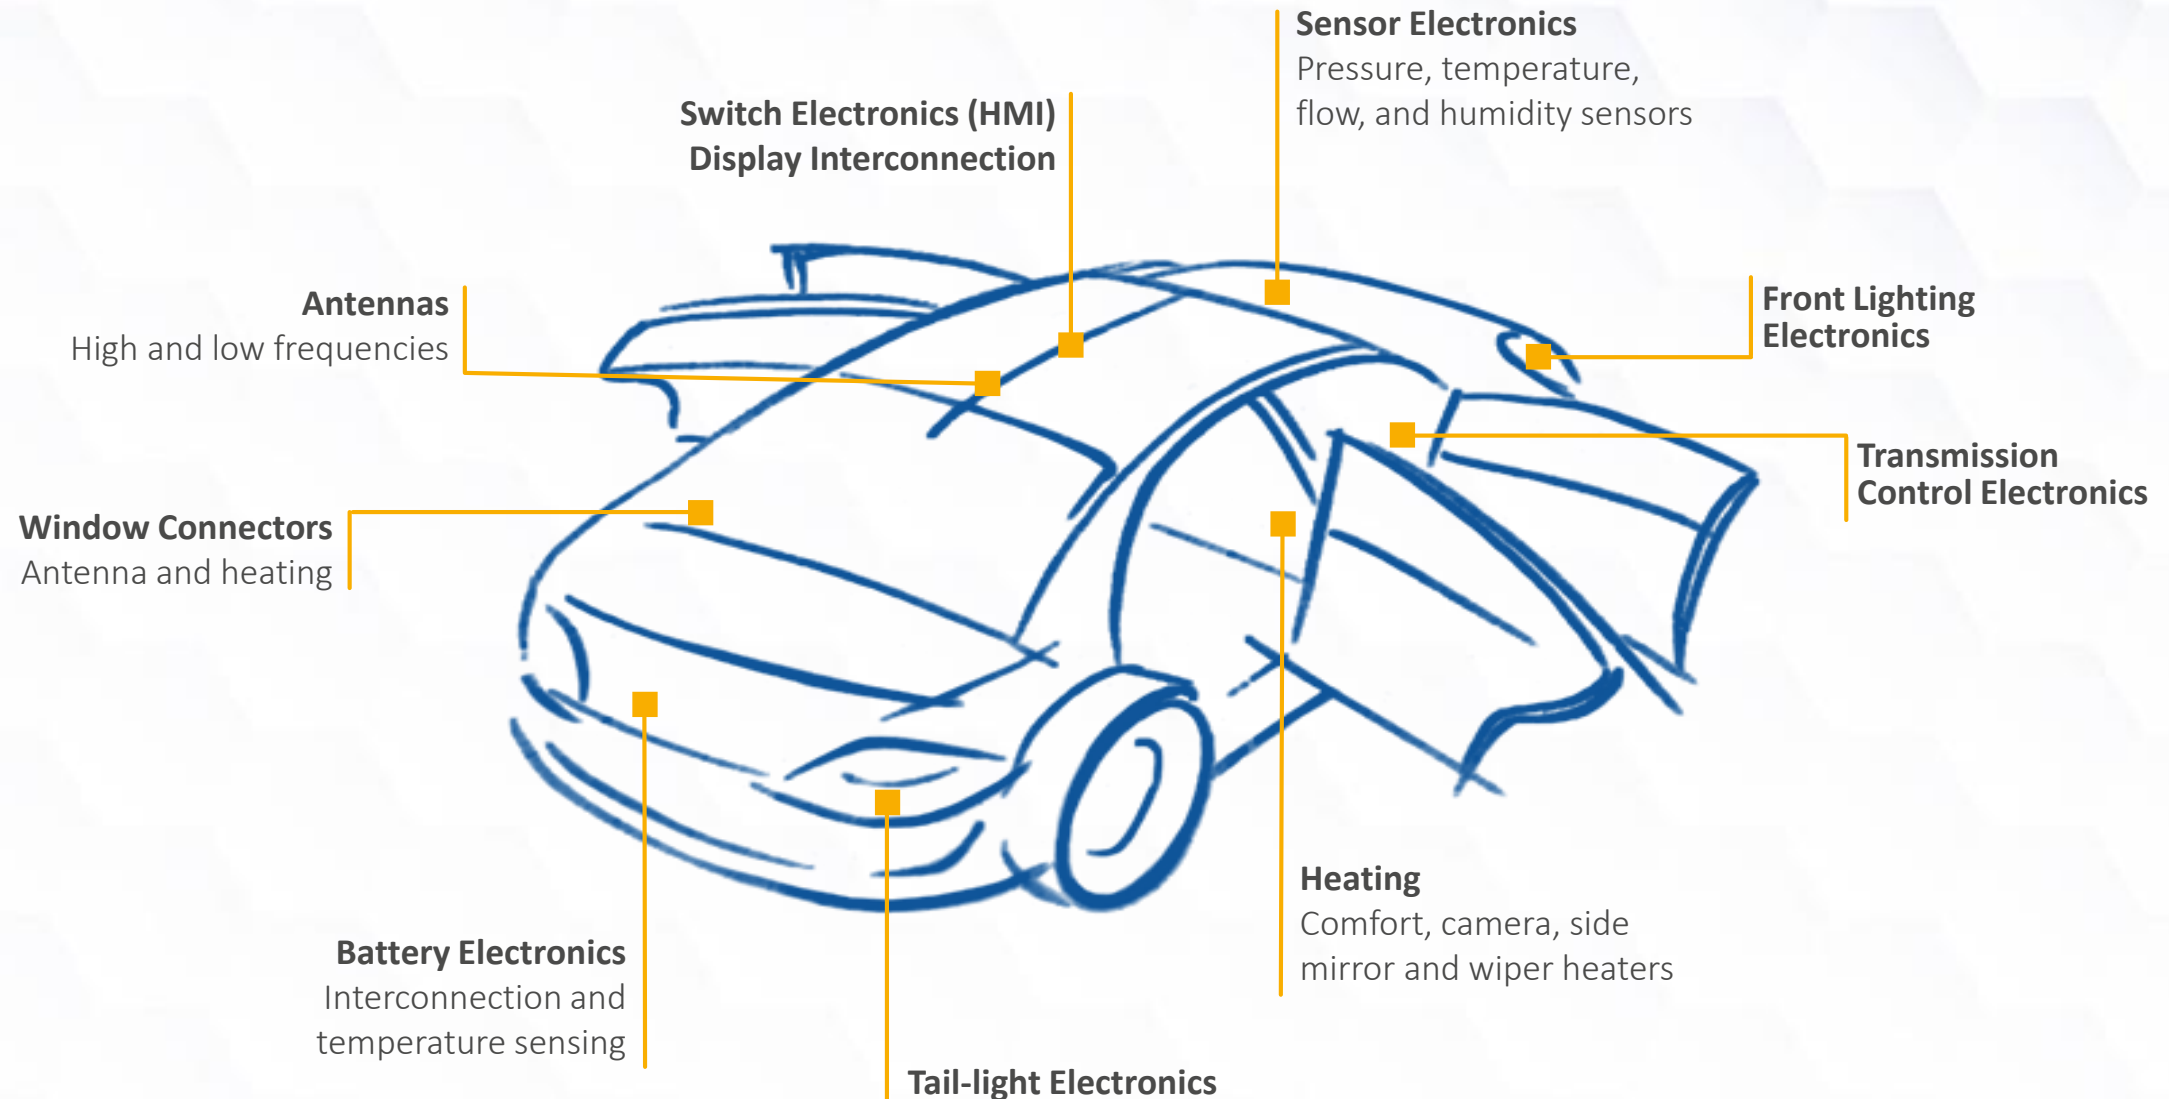 Sensor Electronics
Pressure, temperature,
flow, and humidity sensors
Switch Electronics (HMI)
Display Interconnection
Antennas
High and low frequencies
Front Lighting
Electronics
Transmission
Control Electronics
Window Connectors
Antenna and heating
Heating
Comfort, camera, side
mirror and wiper heaters
Battery Electronics
Interconnection and
temperature sensing
Tail-light Electronics